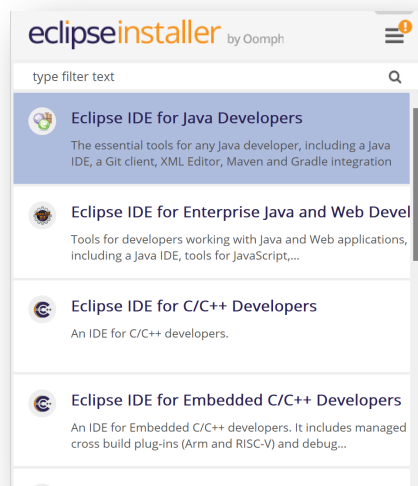 eclipseinstaller by Oomph
!
type filter text
Eclipse IDE for Java Developers
The essential tools for any Java developer, including a Java
IDE, a Git client, XML Editor, Maven and Gradle integration
Eclipse IDE for Enterprise Java and Web Devel
Tools for developers working with Java and Web applications,
including a Java IDE, tools for JavaScript,...
Eclipse IDE for C/C++ Developers
An IDE for C/C++ developers.
Eclipse IDE for Embedded C/C++ Developers
An IDE for Embedded C/C++ developers. It includes managed
cross build plug-ins (Arm and RISC-V) and debug...